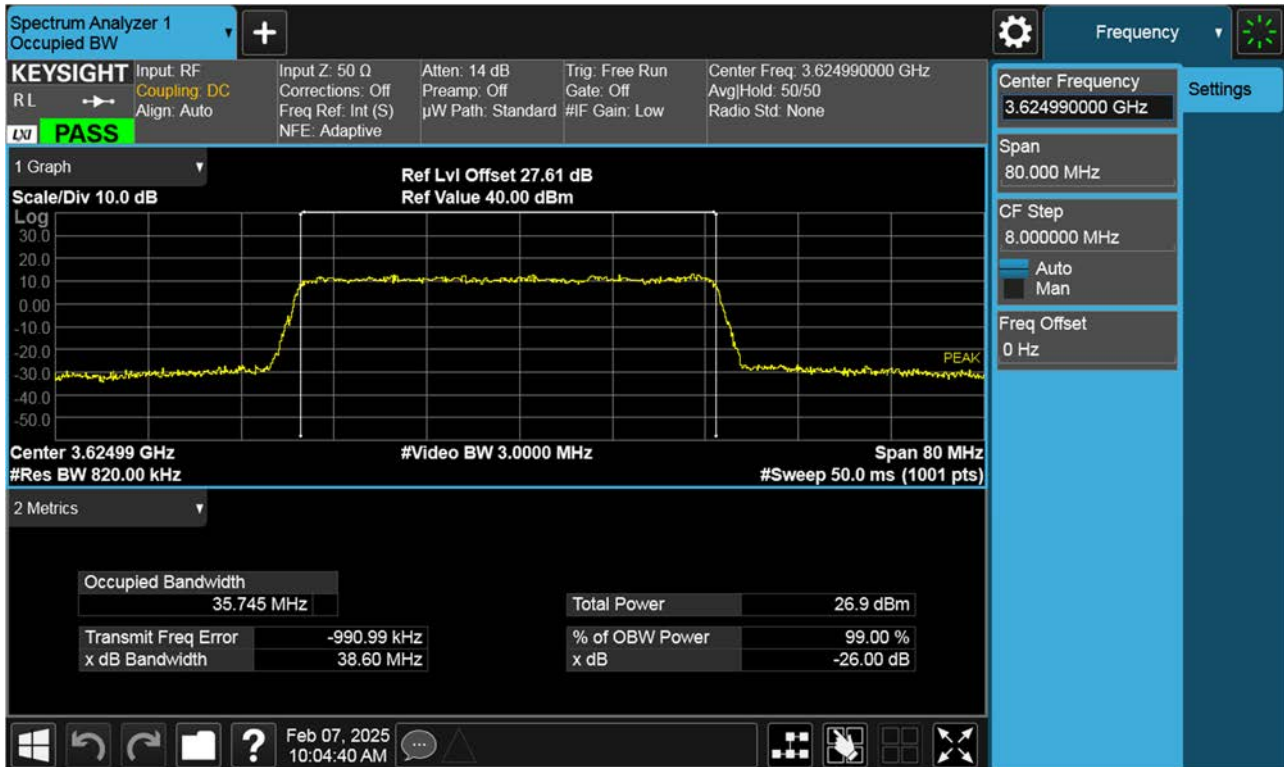 Spectrum Analyzer 1
Occupied BW
+
Frequency
KEYSIGHT
RL
LXI
PASS
Input: RF
Coupling: DC
Align: Auto
Input Z: 50 Ω
Corrections: Off
Freq Ref: Int (S)
NFE: Adaptive
Atten: 14 dB
Preamp: Off
µW Path: Standard
Trig: Free Run
Gate: Off
#IF Gain: Low
Center Freq: 3.624990000 GHz
Avg|Hold: 50/50
Radio Std: None
1 Graph
Scale/Div 10.0 dB
Ref Lvl Offset 27.61 dB
Ref Value 40.00 dBm
Log
30.0
20.0
10.0
0.00
-10.0
-20.0
-30.0
-40.0
-50.0
PEAK
Center 3.62499 GHz
#Video BW 3.0000 MHz
Span 80 MHz
#Res BW 820.00 kHz
#Sweep 50.0 ms (1001 pts)
2 Metrics
Occupied Bandwidth
35.745 MHz
Total Power 26.9 dBm
Transmit Freq Error -990.99 kHz
% of OBW Power 99.00 %
x dB Bandwidth 38.60 MHz
x dB -26.00 dB
?
Feb 07, 2025
10:04:40 AM
Center Frequency
3.624990000 GHz
Settings
Span
80.000 MHz
CF Step
8.000000 MHz
Auto
Man
Freq Offset
0 Hz